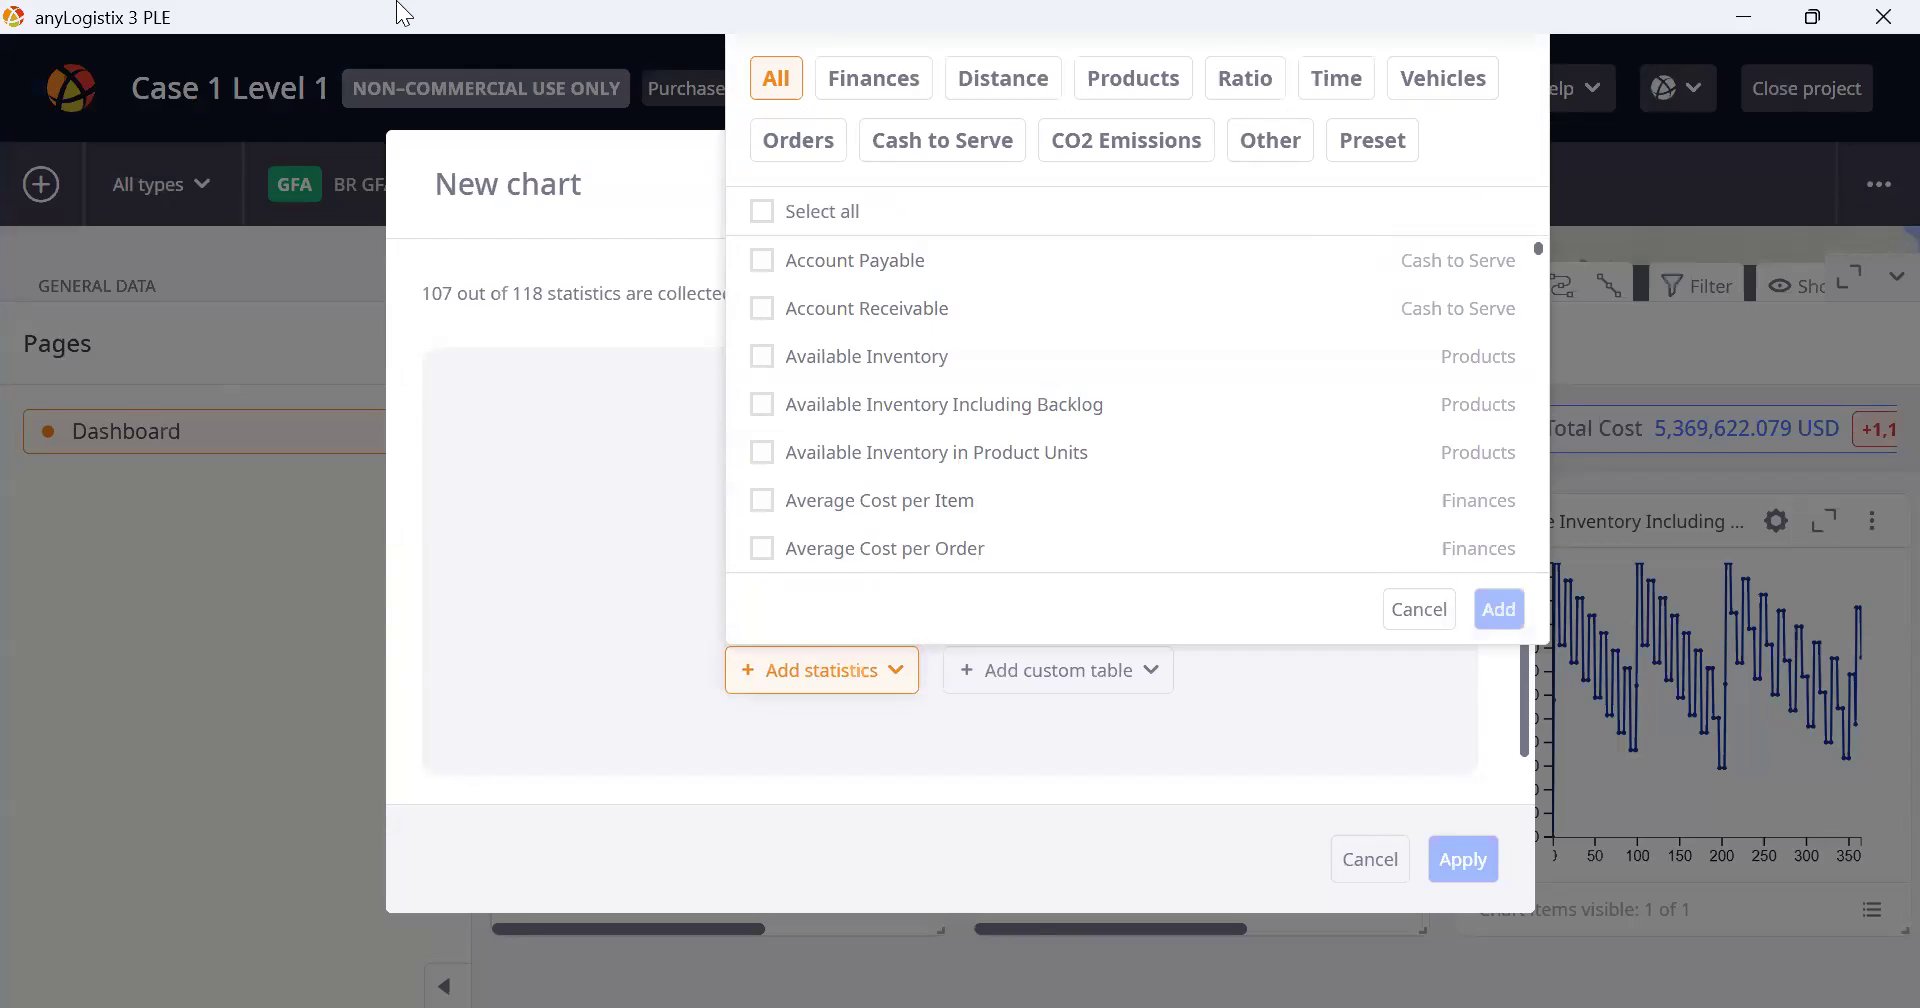 anyLogistix 3 PLE
Case 1 Level 1
NON-COMMERCIAL USE ONLY
Purchase
Close project
All types
GFA
BR
GENERAL DATA
Pages
Dashboard
New chart
107 out of 118 statistics are
All
Finances
Distance
Products
Ratio
Time
Vehicles
Orders
Cash to Serve
CO2 Emissions
Other
Preset
Select all
Account Payable
Cash to Serve
Account Receivable
Cash to Serve
Available Inventory
Products
Available Inventory Including Backlog
Products
Available Inventory in Product Units
Products
Average Cost per Item
Finances
Average Cost per Order
Finances
Cancel
Add
+ Add statistics
+ Add custom table
Cancel
Apply
Filter
Cost 5,369,622.079 USD
+1,1
Inventory Including ...
50 100 150 200 250 300 350
visible: 1 of 1